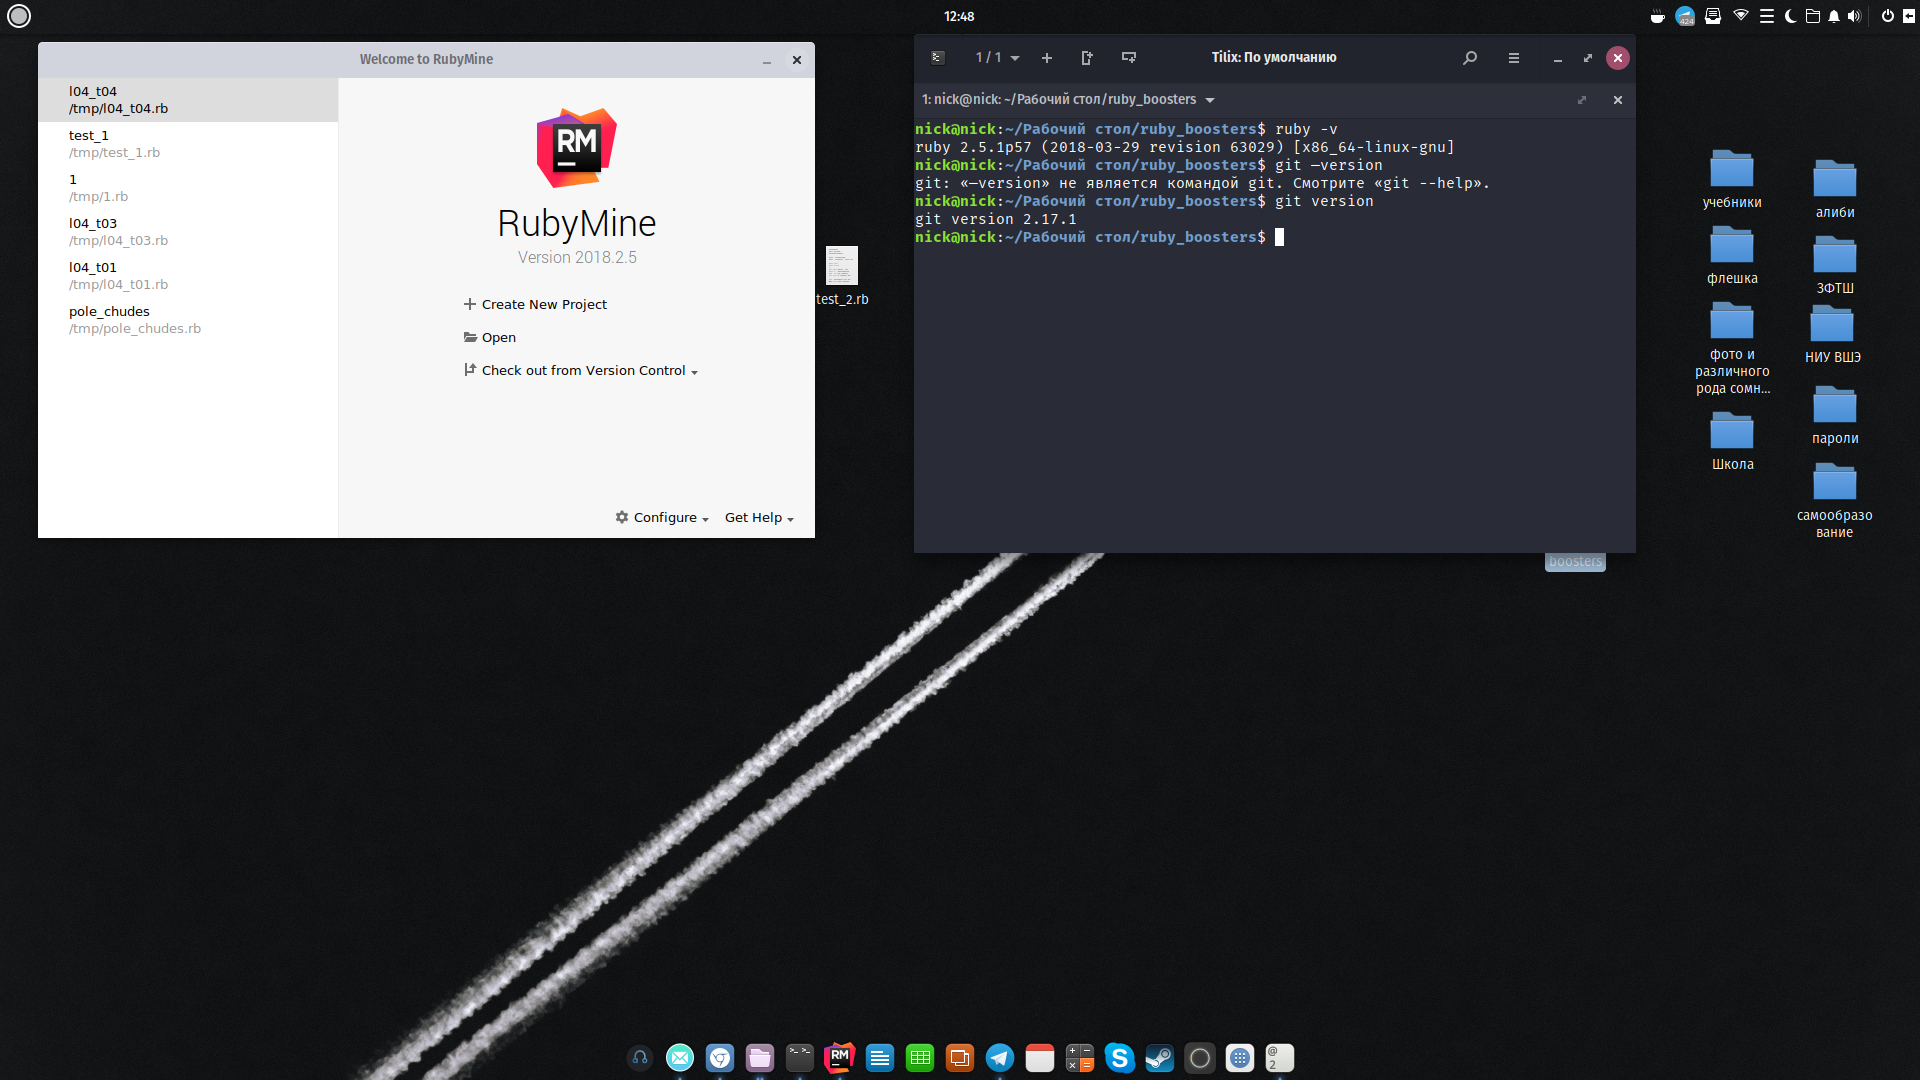 12:48
424
Welcome to RubyMine
l04_t04
/tmp/l04_t04.rb
test_1
/tmp/test_1.rb
1
/tmp/1.rb
l04_t03
/tmp/l04_t03.rb
l04_t01
/tmp/l04_t01.rb
pole_chudes
/tmp/pole_chudes.rb
RM
RubyMine
Version 2018.2.5
Create New Project
Open
Check out from Version Control
Configure
Get Help
test_2.rb
1 / 1
Tilix: По умолчанию
1: nick@nick: ~/Рабочий стол/ruby_boosters
nick@nick:~/Рабочий стол/ruby_boosters$ ruby -v
ruby 2.5.1p57 (2018-03-29 revision 63029) [x86_64-linux-gnu]
nick@nick:~/Рабочий стол/ruby_boosters$ git —version
git: «—version» не является командой git. Смотрите «git --help».
nick@nick:~/Рабочий стол/ruby_boosters$ git version
git version 2.17.1
nick@nick:~/Рабочий стол/ruby_boosters$
boosters
учебники
флешка
фото и
различного
рода сомн...
Школа
алиби
ЗФТШ
НИУ ВШЭ
пароли
самообразо
вание
>_ >_
RM
S
@
2